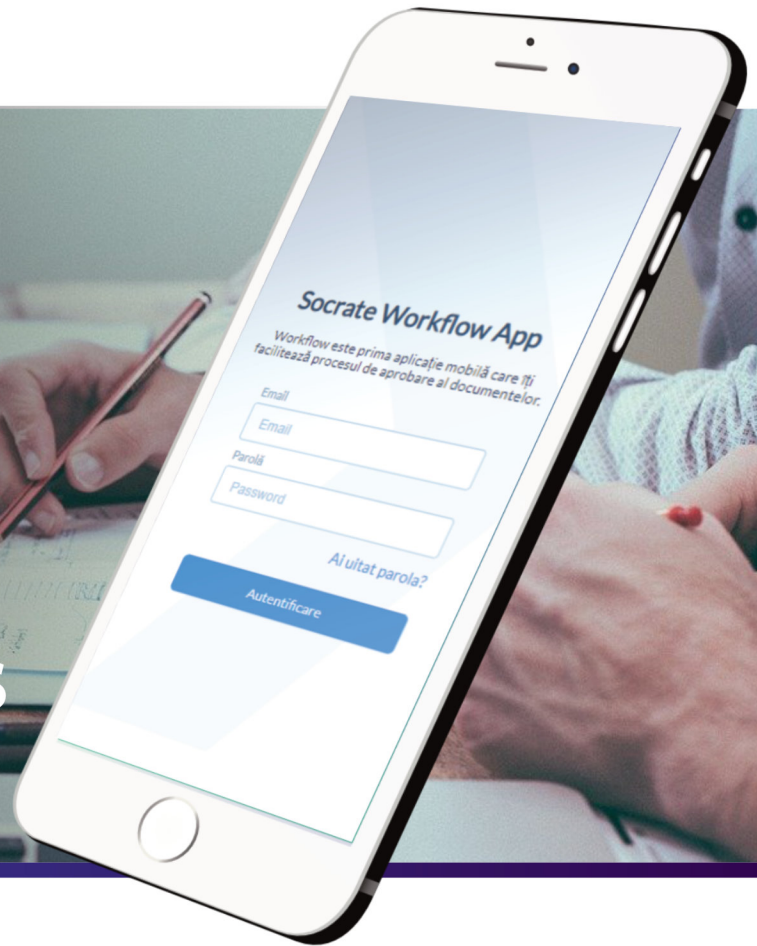 Socrate Workflow App
Workflow este prima aplicație mobilă care îți
facilitează procesul de aprobare al documentelor.
Email
Email
Parolă
Password
Ai uitat parola?
Autentificare